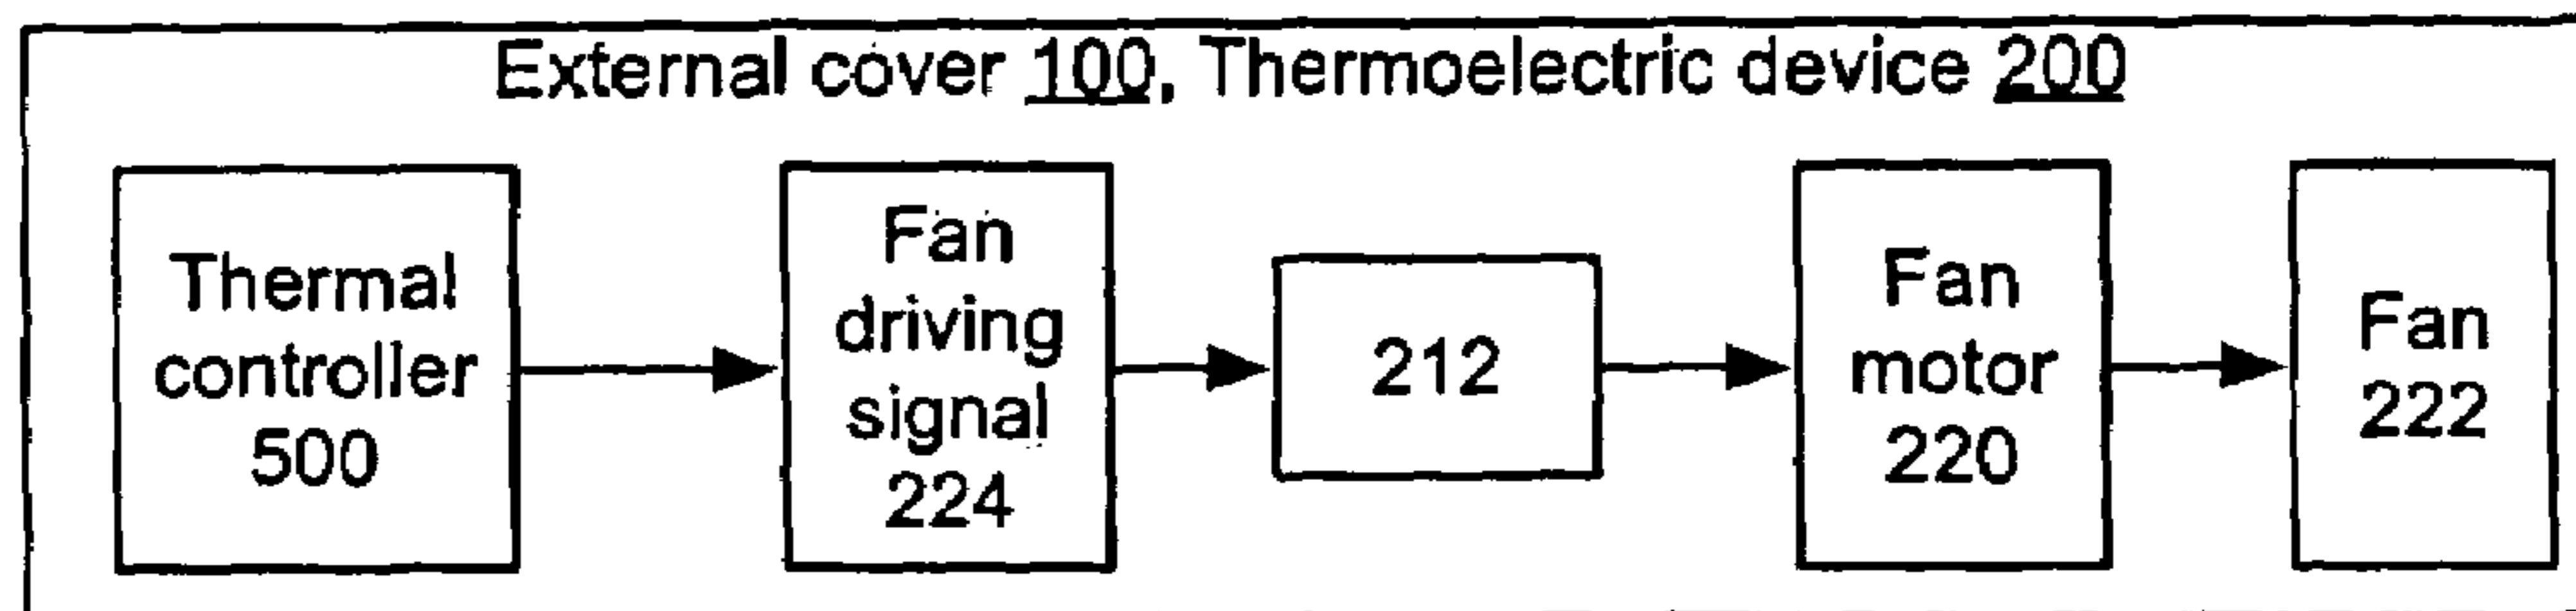 External cover 100, Thermoelectric device 200
Thermal
controller
500
Fan
driving
signal
224
212
Fan
motor
220
Fan
222